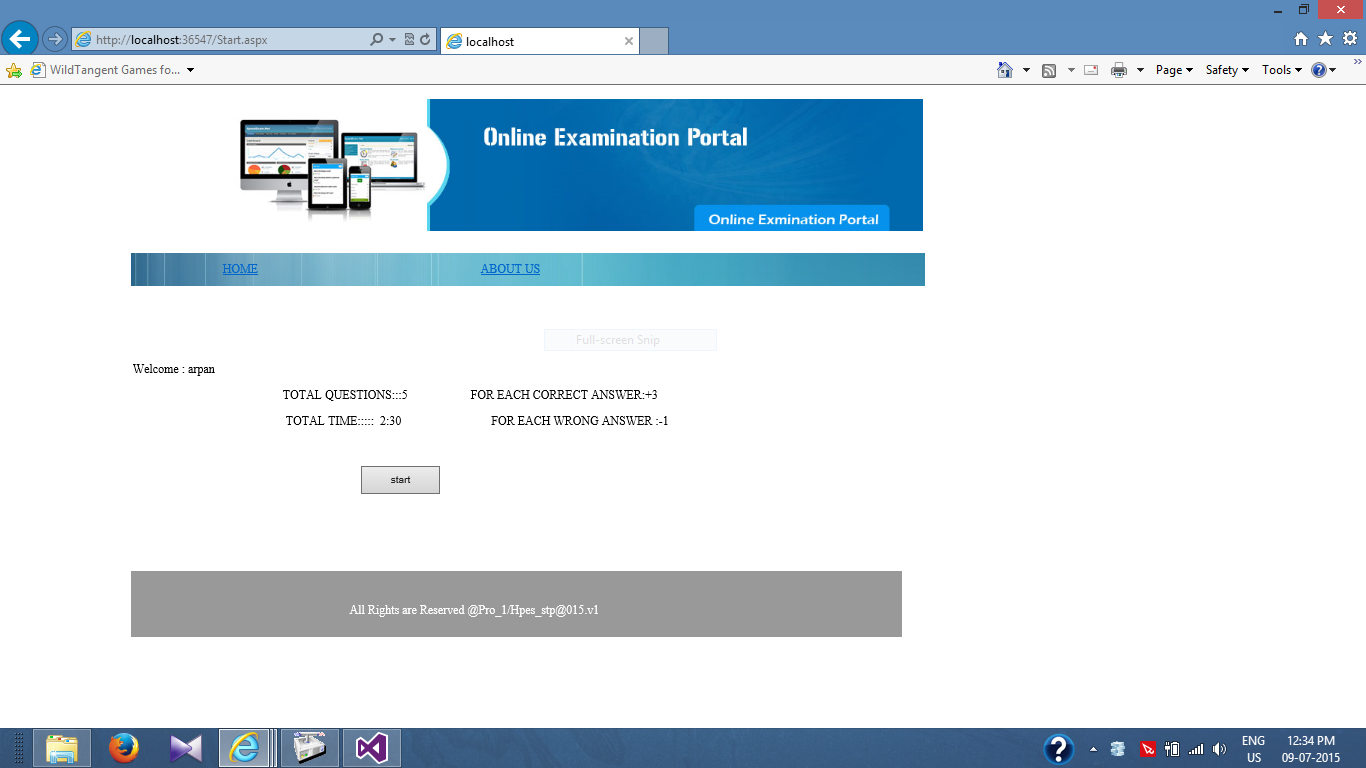 http://localhost:36547/Start.aspx
localhost
WildTangent Games fo...
Page
Safety
Tools
Online Examination Portal
Online Exmination Portal
HOME
ABOUT US
Full-screen Snip
Welcome : arpan
TOTAL QUESTIONS:::5 FOR EACH CORRECT ANSWER:+3
TOTAL TIME::::: 2:30 FOR EACH WRONG ANSWER :-1
start
All Rights are Reserved @Pro_1/Hpes_stp@015.v1
ENG 12:34 PM
US 09-07-2015